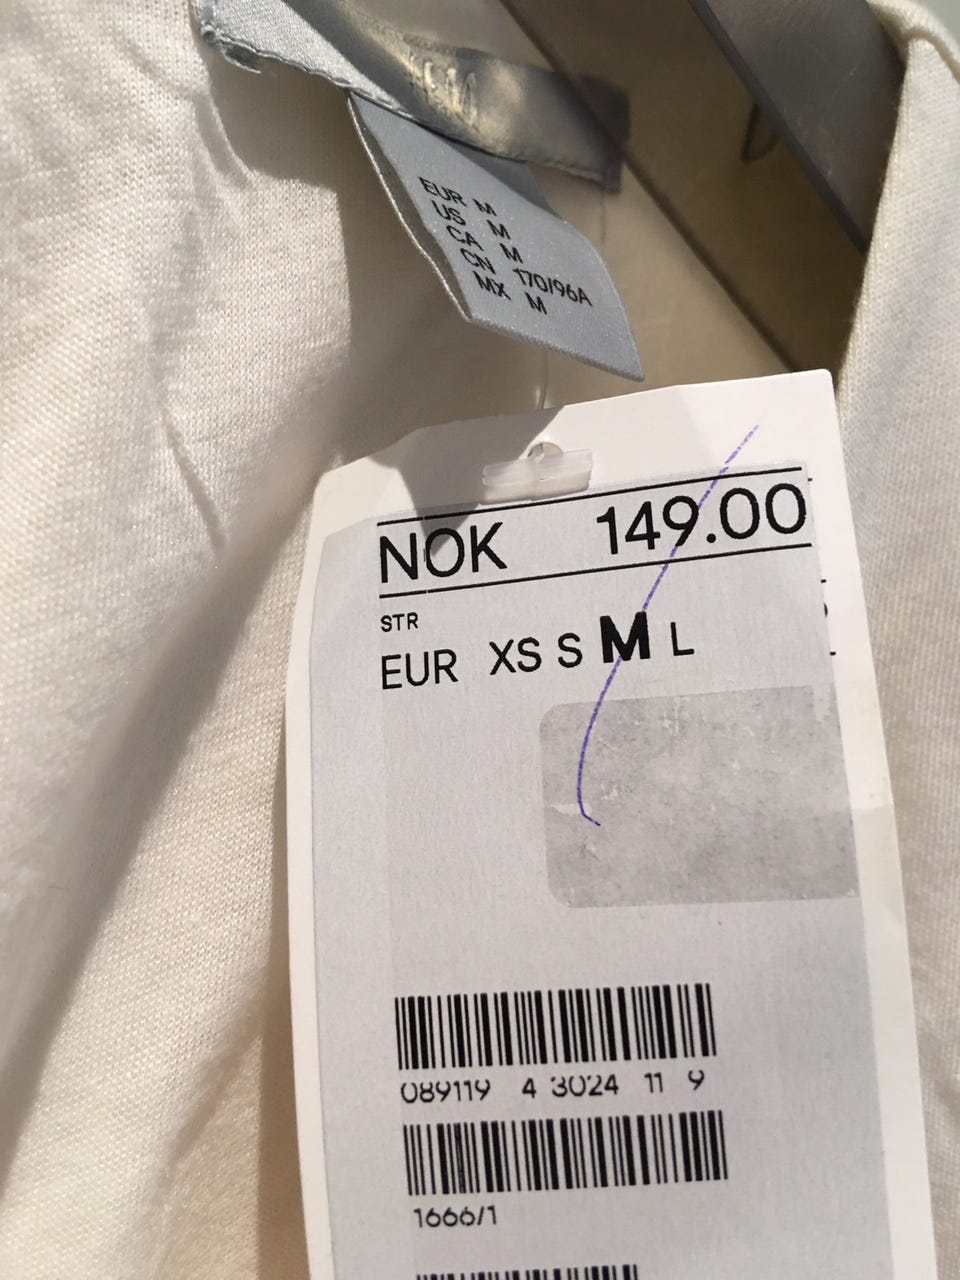 H&M
EUR M
US M
CA M
CN 170/96A
MX M
NOK 149.00
STR
EUR XS S M L
089119 4 3024 11 9
1666/1